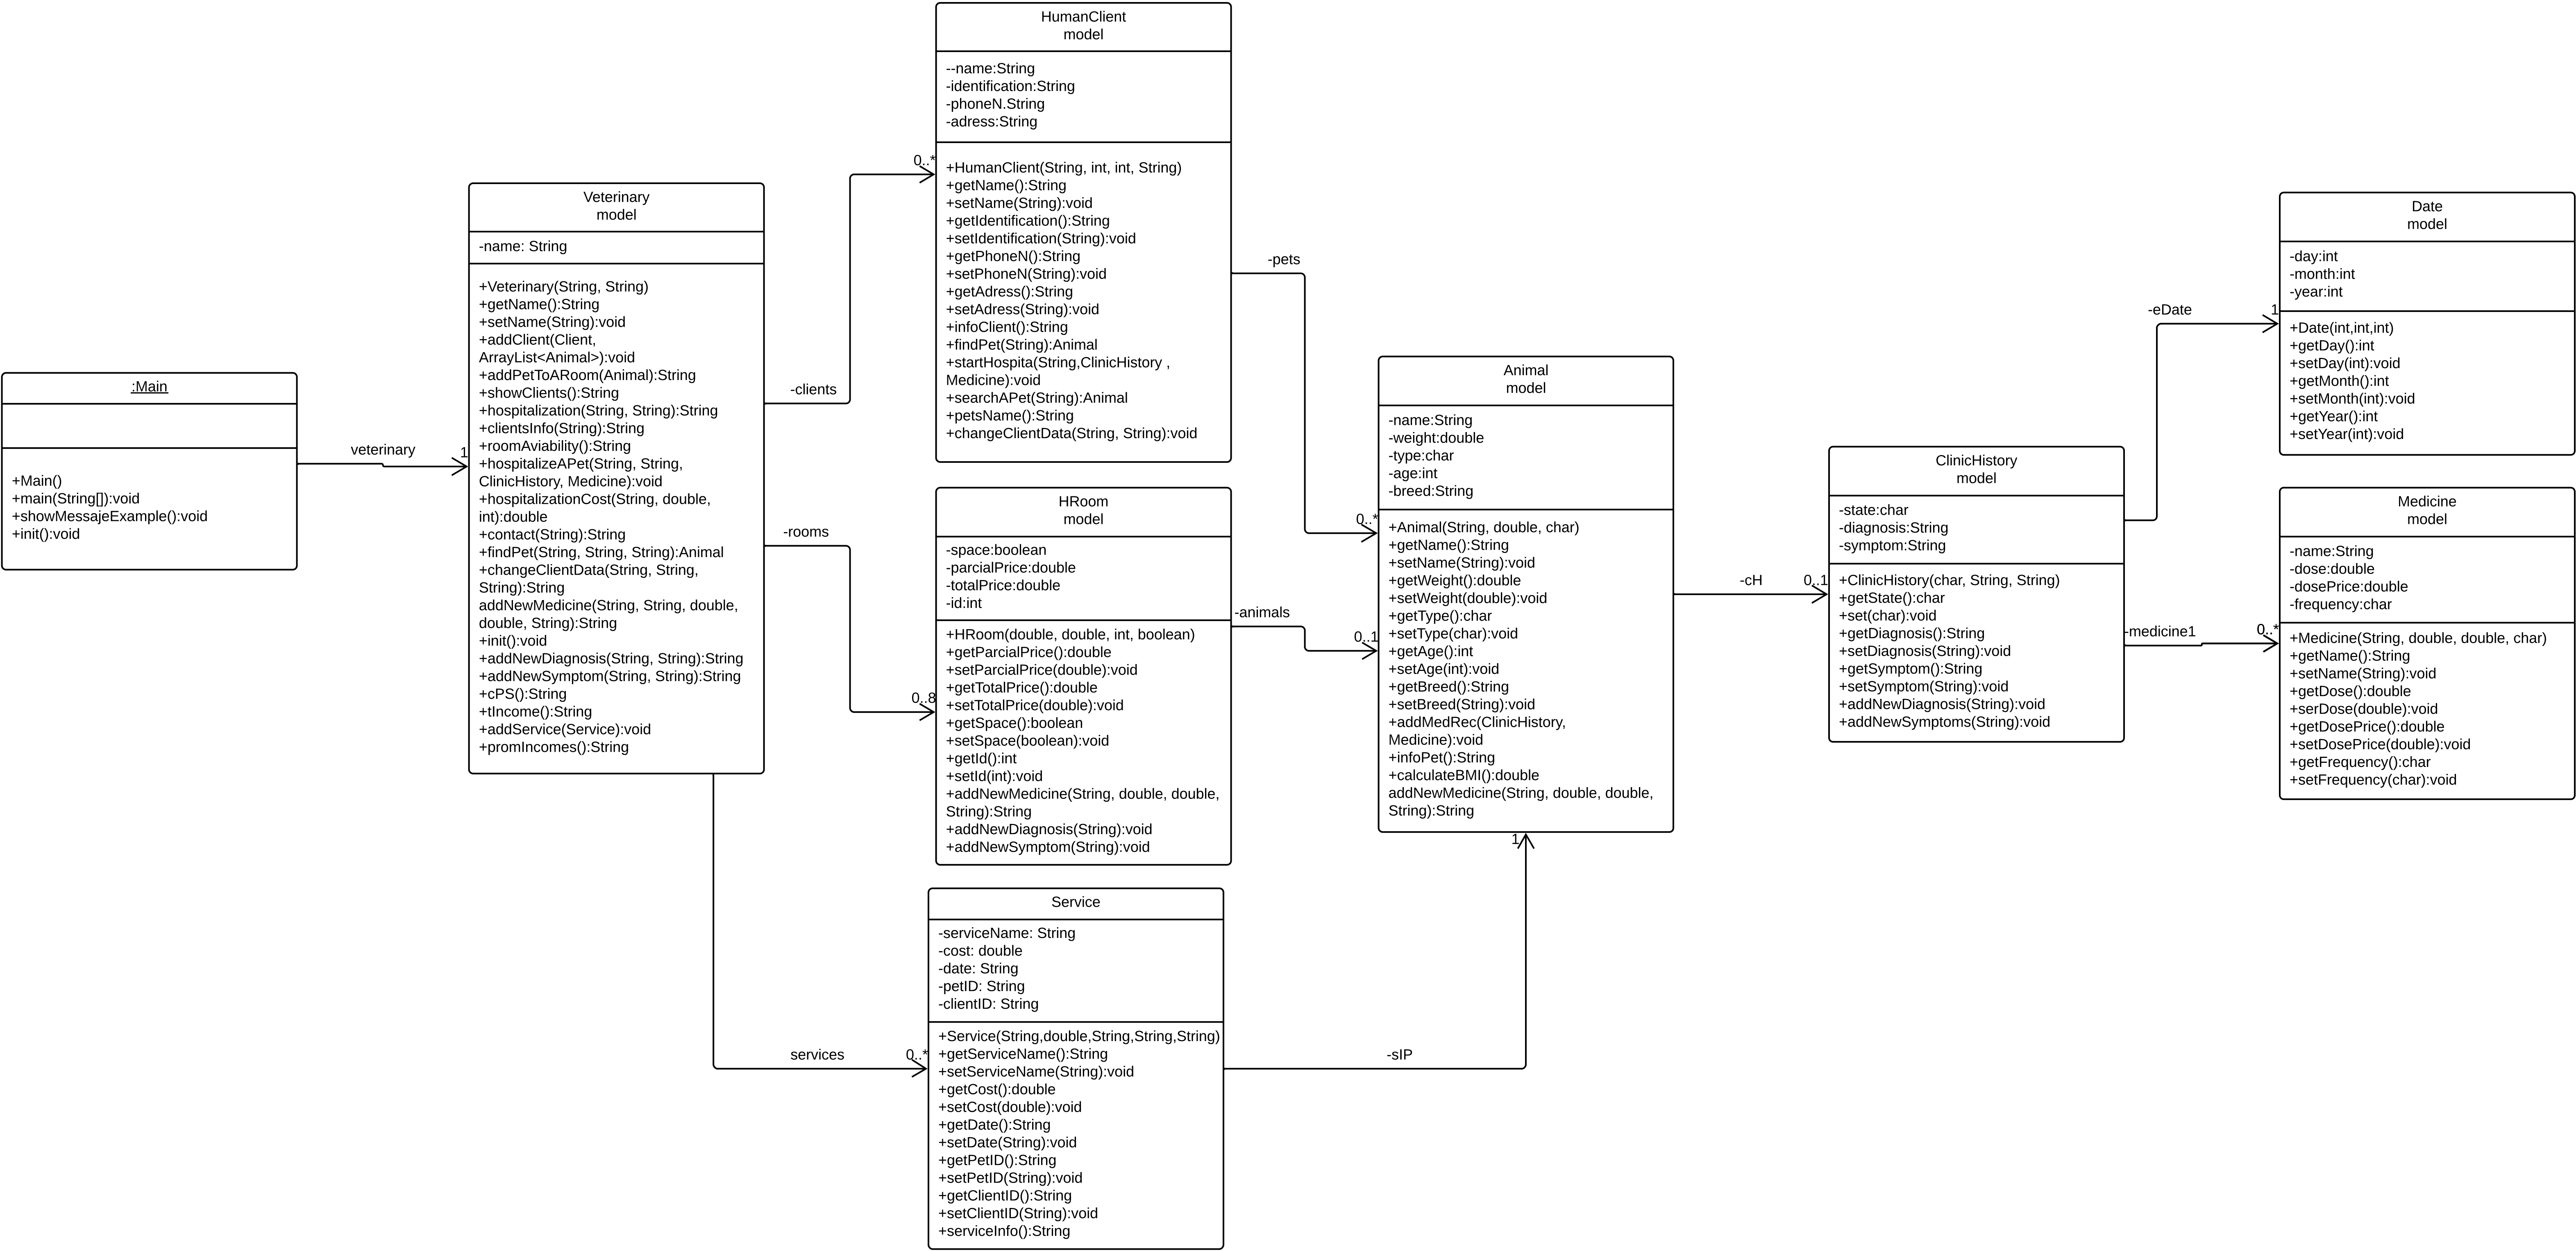 :Main
+Main()
+main(String[]):void
+showMessajeExample():void
+init():void
veterinary
1
Veterinary
model
-name: String
+Veterinary(String, String)
+getName():String
+setName(String):void
+addClient(Client,
ArrayList<Animal>):void
+addPetToARoom(Animal):String
+showClients():String
+hospitalization(String, String):String
+clientsInfo(String):String
+roomAviability():String
+hospitalizeAPet(String, String,
ClinicHistory, Medicine):void
+hospitalizationCost(String, double,
int):double
+contact(String):String
+findPet(String, String, String):Animal
+changeClientData(String, String,
String):String
addNewMedicine(String, String, double,
double, String):String
+init():void
+addNewDiagnosis(String, String):String
+addNewSymptom(String, String):String
+cPS():String
+tIncome():String
+addService(Service):void
+promIncomes():String
-clients
0..*
-rooms
0..8
services
0..*
HumanClient
model
--name:String
-identification:String
-phoneN.String
-adress:String
+HumanClient(String, int, int, String)
+getName():String
+setName(String):void
+getIdentification():String
+setIdentification(String):void
+getPhoneN():String
+setPhoneN(String):void
+getAdress():String
+setAdress(String):void
+infoClient():String
+findPet(String):Animal
+startHospita(String,ClinicHistory ,
Medicine):void
+searchAPet(String):Animal
+petsName():String
+changeClientData(String, String):void
-pets
0..*
HRoom
model
-space:boolean
-parcialPrice:double
-totalPrice:double
-id:int
+HRoom(double, double, int, boolean)
+getParcialPrice():double
+setParcialPrice(double):void
+getTotalPrice():double
+setTotalPrice(double):void
+getSpace():boolean
+setSpace(boolean):void
+getId():int
+setId(int):void
+addNewMedicine(String, double, double,
String):String
+addNewDiagnosis(String):void
+addNewSymptom(String):void
-animals
0..1
Service
-serviceName: String
-cost: double
-date: String
-petID: String
-clientID: String
+Service(String,double,String,String,String)
+getServiceName():String
+setServiceName(String):void
+getCost():double
+setCost(double):void
+getDate():String
+setDate(String):void
+getPetID():String
+setPetID(String):void
+getClientID():String
+setClientID(String):void
+serviceInfo():String
-sIP
1
Animal
model
-name:String
-weight:double
-type:char
-age:int
-breed:String
+Animal(String, double, char)
+getName():String
+setName(String):void
+getWeight():double
+setWeight(double):void
+getType():char
+setType(char):void
+getAge():int
+setAge(int):void
+getBreed():String
+setBreed(String):void
+addMedRec(ClinicHistory,
Medicine):void
+infoPet():String
+calculateBMI():double
addNewMedicine(String, double, double,
String):String
-cH
0..1
ClinicHistory
model
-state:char
-diagnosis:String
-symptom:String
+ClinicHistory(char, String, String)
+getState():char
+set(char):void
+getDiagnosis():String
+setDiagnosis(String):void
+getSymptom():String
+setSymptom(String):void
+addNewDiagnosis(String):void
+addNewSymptoms(String):void
-eDate
1
-medicine1
0..*
Date
model
-day:int
-month:int
-year:int
+Date(int,int,int)
+getDay():int
+setDay(int):void
+getMonth():int
+setMonth(int):void
+getYear():int
+setYear(int):void
Medicine
model
-name:String
-dose:double
-dosePrice:double
-frequency:char
+Medicine(String, double, double, char)
+getName():String
+setName(String):void
+getDose():double
+serDose(double):void
+getDosePrice():double
+setDosePrice(double):void
+getFrequency():char
+setFrequency(char):void